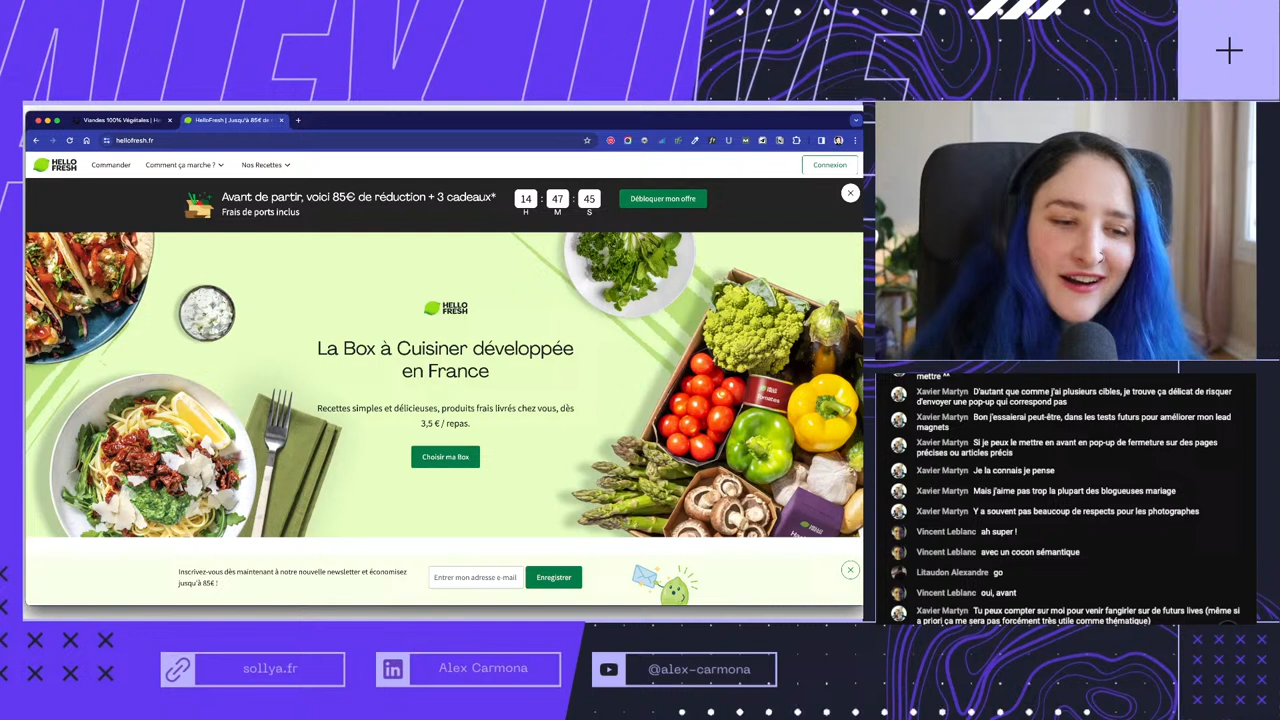 ALEX LIVE
Viandes 100% Végétales | He
HelloFresh | Jusqu'à 85€ de
hellofresh.fr
HELLO
FRESH
Commander
Comment ça marche ?
Nos Recettes
Connexion
Avant de partir, voici 85€ de réduction + 3 cadeaux*
Frais de ports inclus
14 : 47 : 45
H M S
Débloquer mon offre
HELLO
FRESH
La Box à Cuisiner développée
en France
Recettes simples et délicieuses, produits frais livrés chez vous, dès
3,5 € / repas.
Choisir ma Box
Inscrivez-vous dès maintenant à notre nouvelle newsletter et économisez
jusqu'à 85€ !
Entrer mon adresse e-mail
Enregistrer
mettre ^^
Xavier Martyn D'autant que comme j'ai plusieurs cibles, je trouve ça délicat de risquer
d'envoyer une pop-up qui correspond pas
Xavier Martyn Bon j'essaierai peut-être, dans les tests futurs pour améliorer mon lead
magnets
Xavier Martyn Si je peux le mettre en avant en pop-up de fermeture sur des pages
précises ou articles précis
Xavier Martyn Je la connais je pense
Xavier Martyn Mais j'aime pas trop la plupart des blogueuses mariage
Xavier Martyn Y a souvent pas beaucoup de respects pour les photographes
Vincent Leblanc ah super !
Vincent Leblanc avec un cocon sémantique
Litaudon Alexandre go
Vincent Leblanc oui, avant
Xavier Martyn Tu peux compter sur moi pour venir fangirler sur de futurs lives (même si
a priori ça me sera pas forcément très utile comme thématique)
sollya.fr
Alex Carmona
@alex-carmona